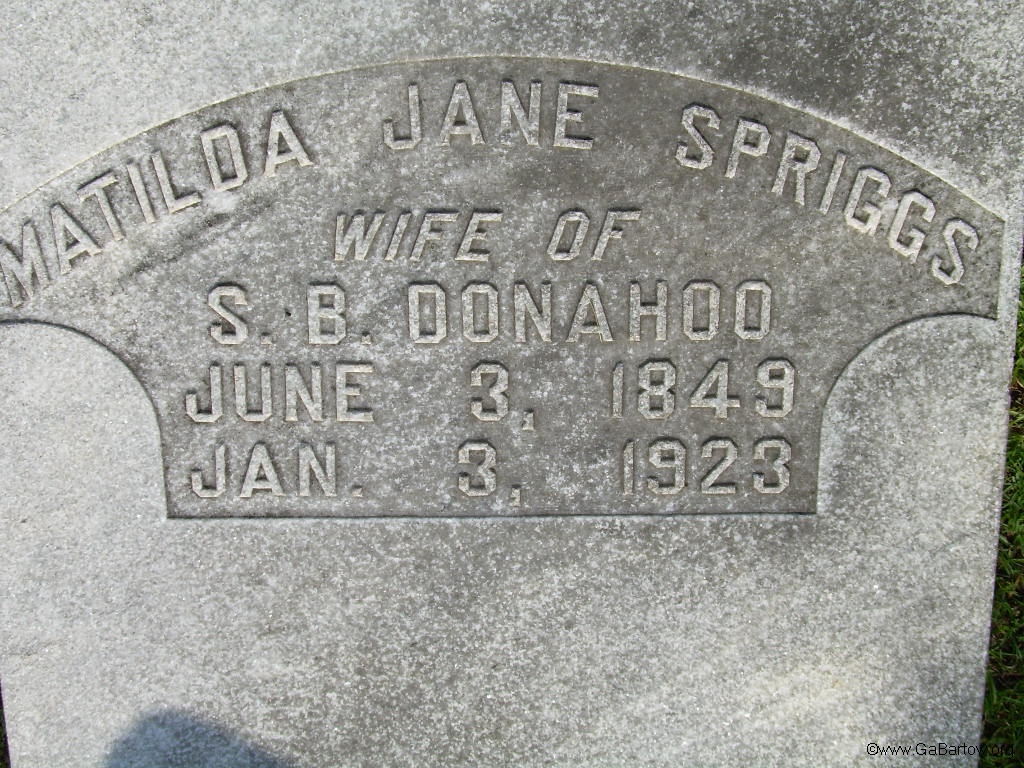 MATILDA JANE SPRIGGS
WIFE OF
S. B. DONAHOO
JUNE 3, 1849
JAN. 3, 1923
©www.GaBartow.org